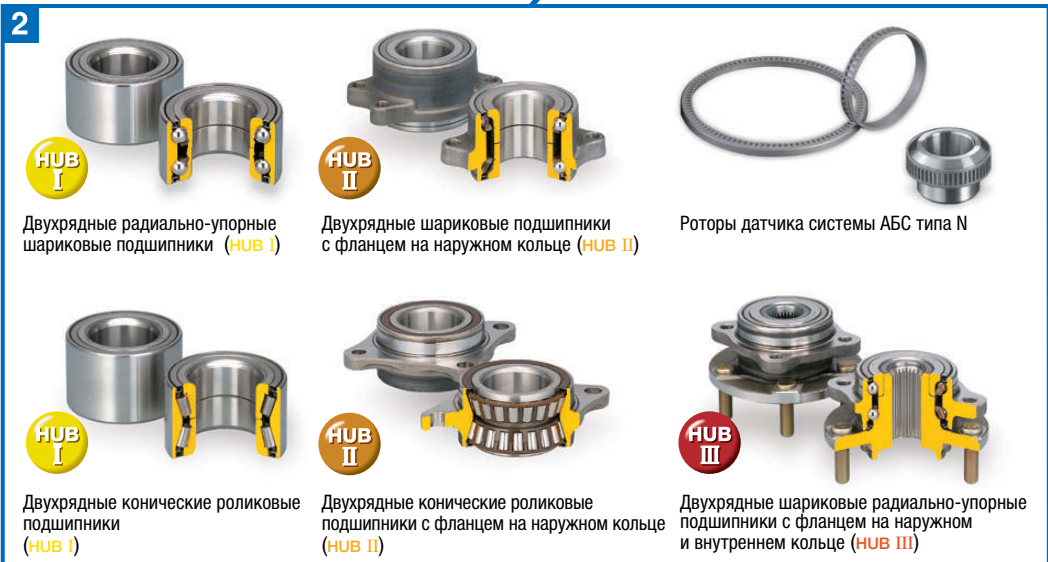 2
HUB
I
HUB
II
Двухрядные радиально-упорные
шариковые подшипники (HUB I)
Двухрядные шариковые подшипники
с фланцем на наружном кольце (HUB II)
Роторы датчика системы АБС типа N
HUB
I
HUB
II
HUB
III
Двухрядные конические роликовые
подшипники
(HUB I)
Двухрядные конические роликовые
подшипники с фланцем на наружном кольце
(HUB II)
Двухрядные шариковые радиально-упорные
подшипники с фланцем на наружном
и внутреннем кольце (HUB III)